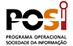 POSI
PROGRAMA OPERACIONAL
SOCIEDADE DA INFORMAÇÃO